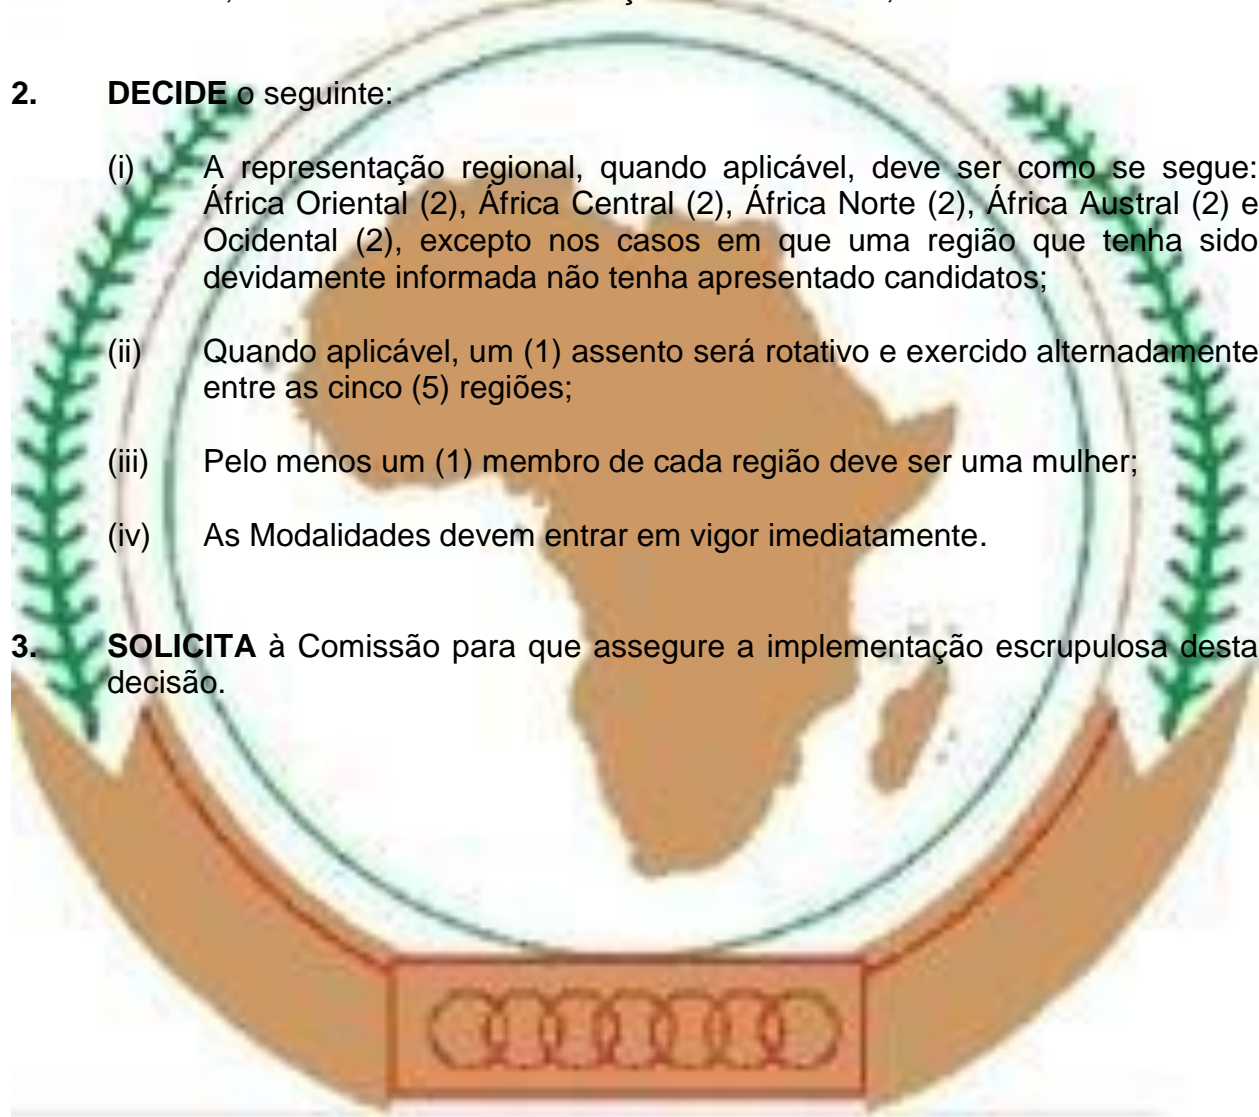 2. DECIDE o seguinte:
(i) A representação regional, quando aplicável, deve ser como se segue:
África Oriental (2), África Central (2), África Norte (2), África Austral (2) e
Ocidental (2), excepto nos casos em que uma região que tenha sido
devidamente informada não tenha apresentado candidatos;
(ii) Quando aplicável, um (1) assento será rotativo e exercido alternadamente
entre as cinco (5) regiões;
(iii) Pelo menos um (1) membro de cada região deve ser uma mulher;
(iv) As Modalidades devem entrar em vigor imediatamente.
3. SOLICITA à Comissão para que assegure a implementação escrupulosa desta
decisão.